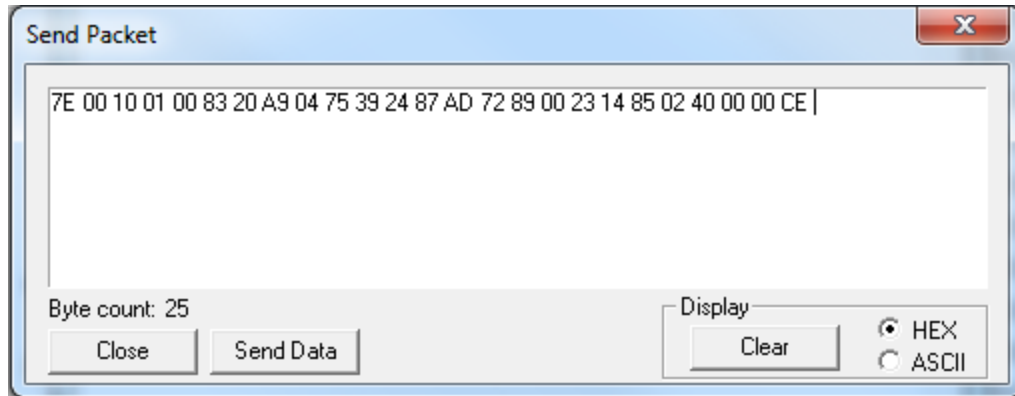 Send Packet
7E 00 10 01 00 83 20 A9 04 75 39 24 87 AD 72 89 00 23 14 85 02 40 00 00 CE
Byte count: 25
Display
Close
Send Data
Clear
HEX
ASCII